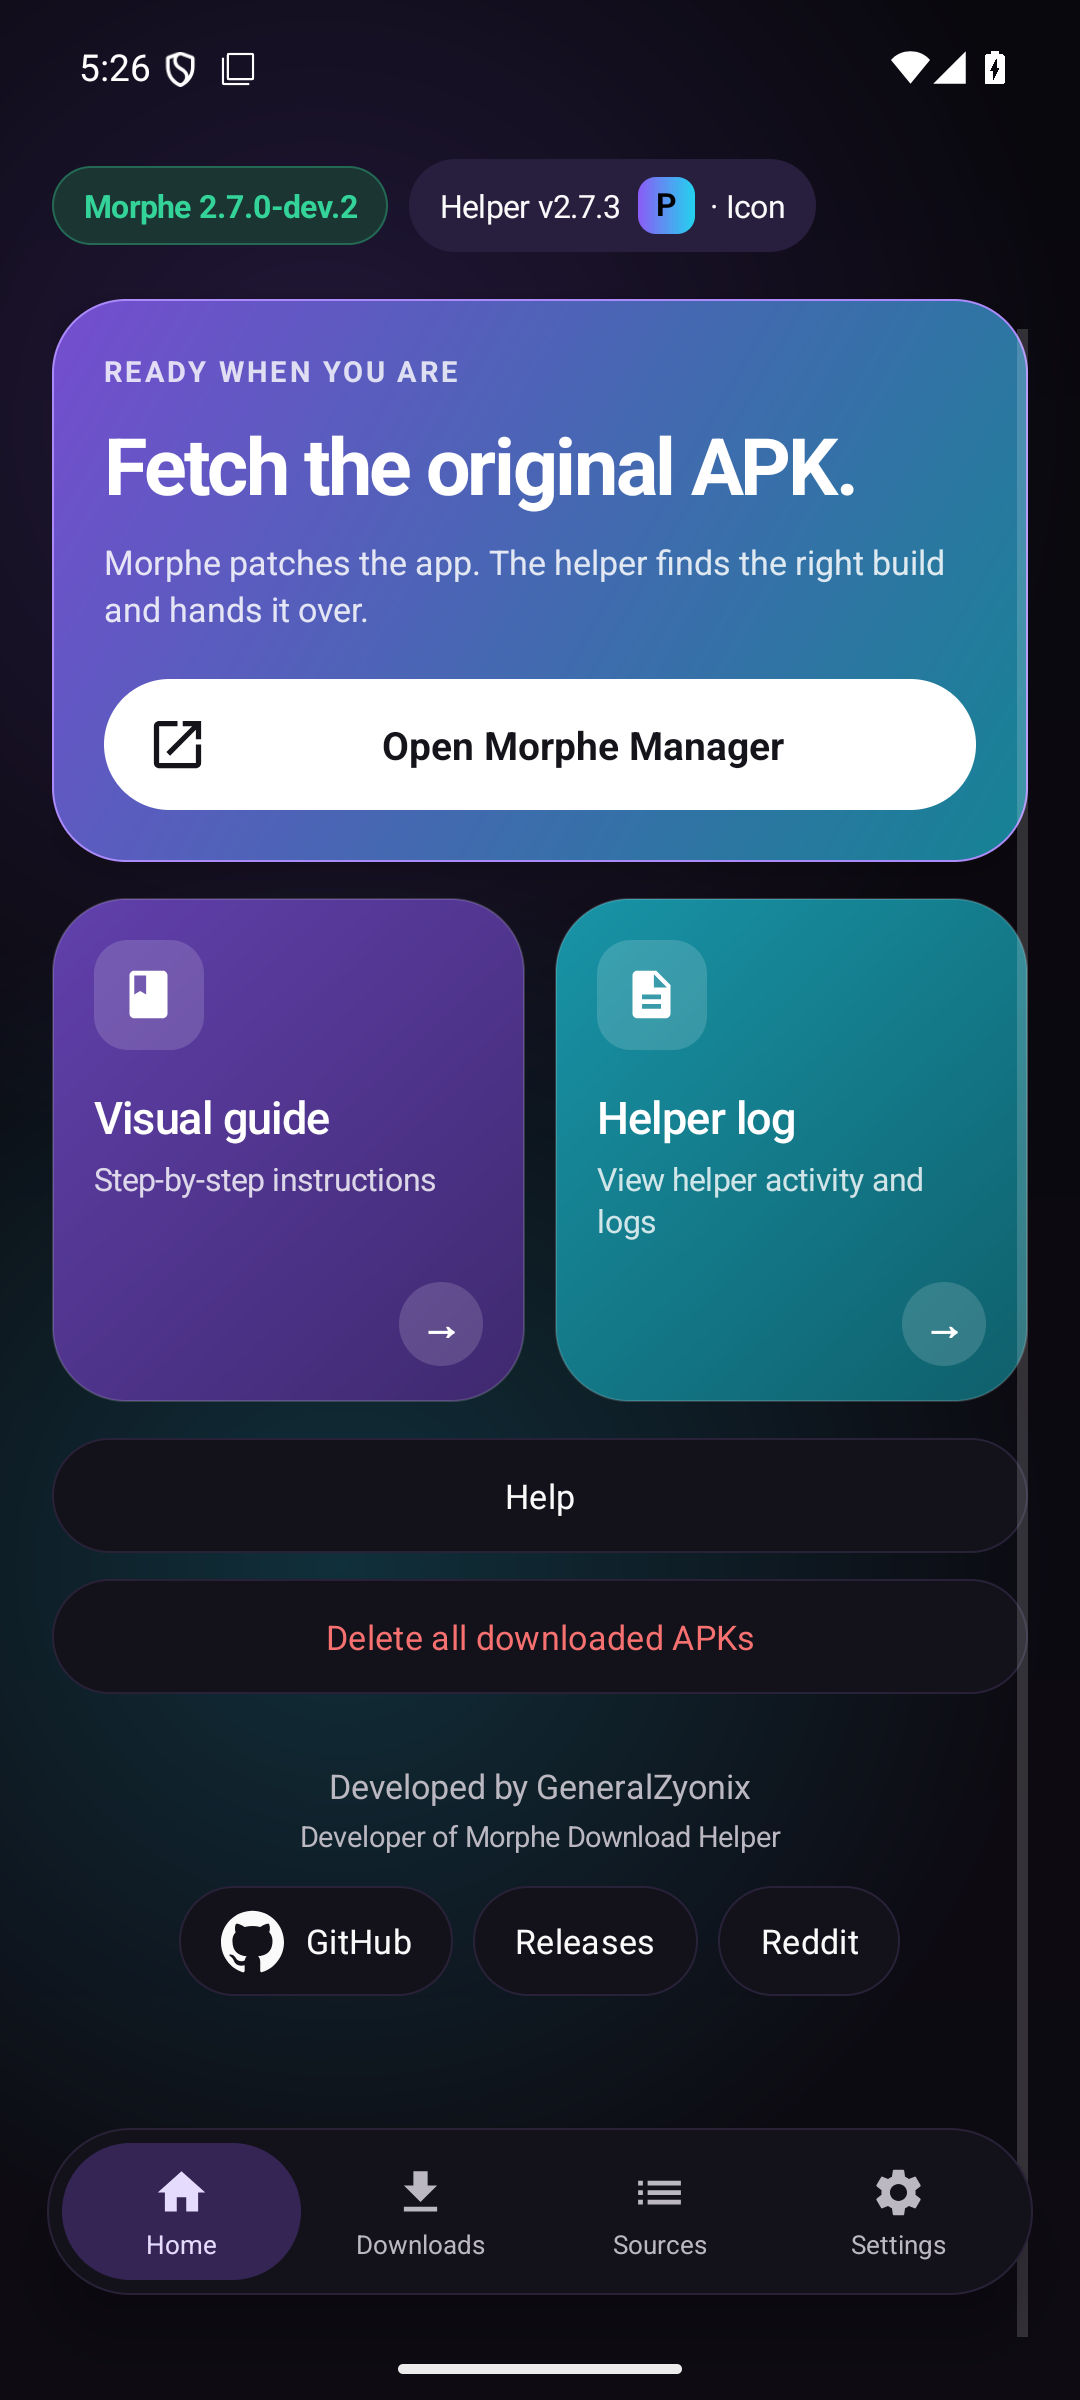 5:26
Morphe 2.7.0-dev.2
Helper v2.7.3 P · Icon
READY WHEN YOU ARE
Fetch the original APK.
Morphe patches the app. The helper finds the right build
and hands it over.
Open Morphe Manager
Visual guide
Step-by-step instructions
→
Helper log
View helper activity and
logs
→
Help
Delete all downloaded APKs
Developed by GeneralZyonix
Developer of Morphe Download Helper
GitHub
Releases
Reddit
Home
Downloads
Sources
Settings